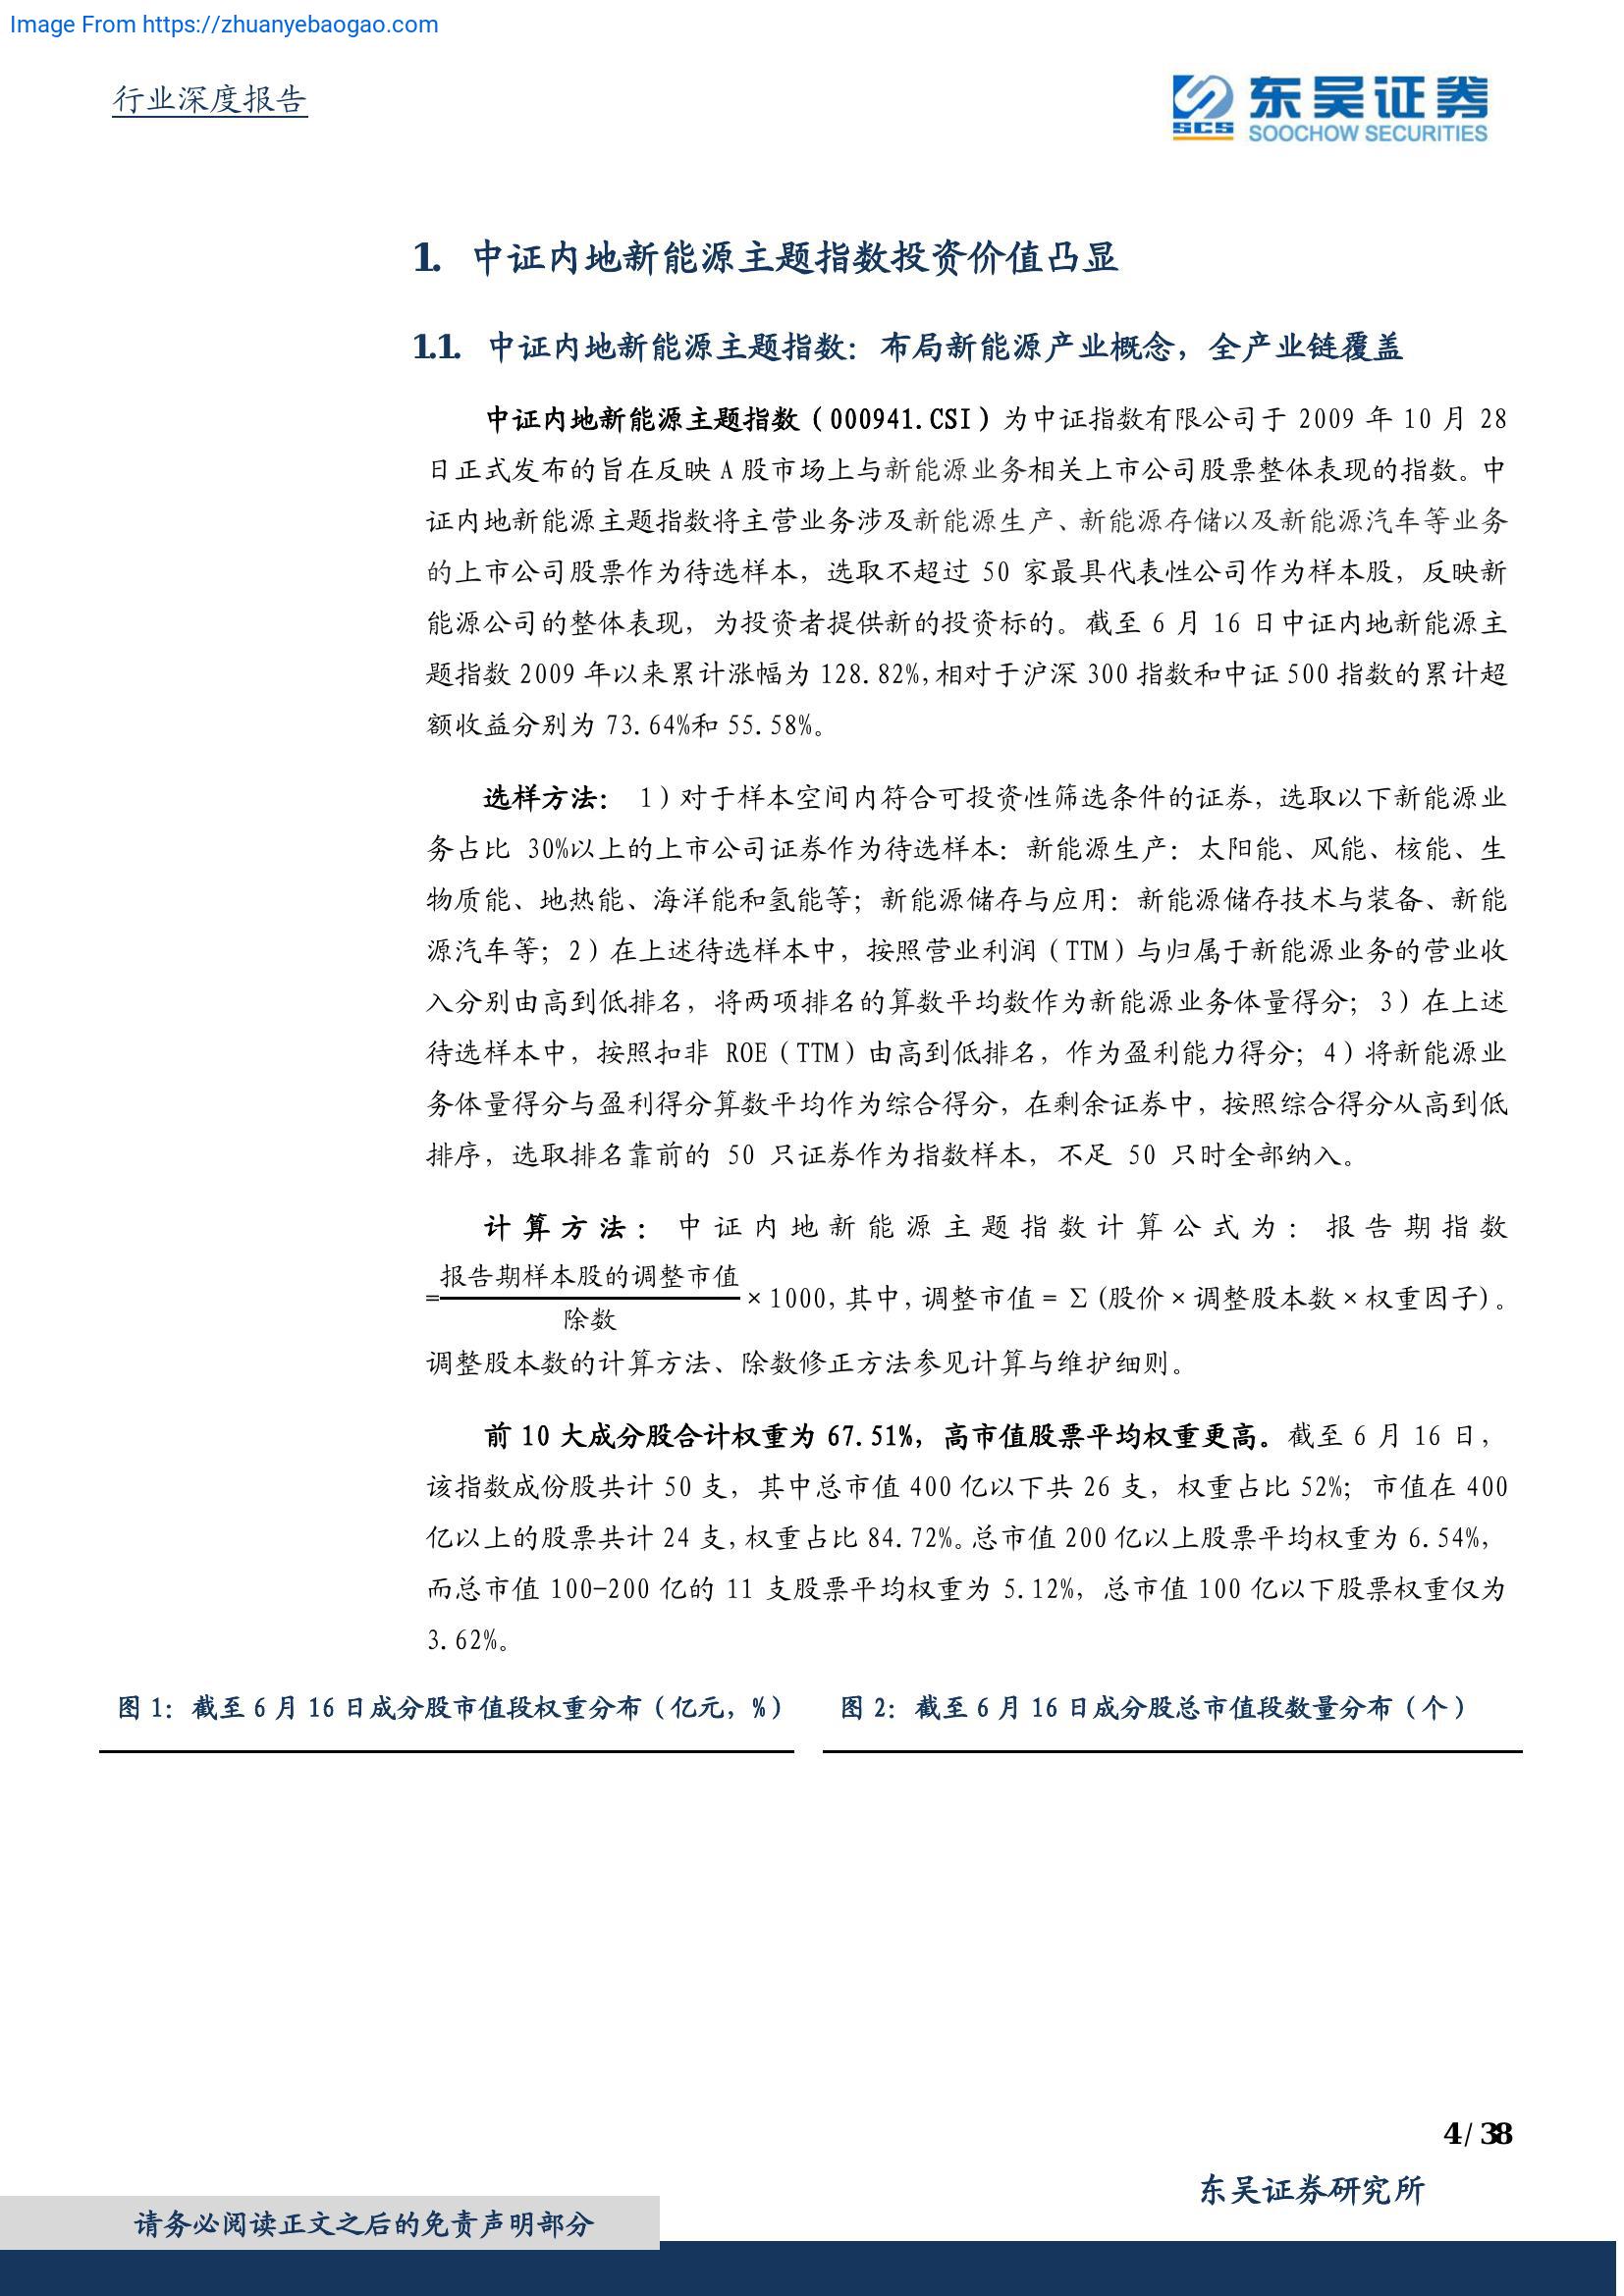 Image From https://zhuanyebaogao.com
行业深度报告
东吴证券
SCS
SOOCHOW SECURITIES
1. 中证内地新能源主题指数投资价值凸显
1.1. 中证内地新能源主题指数：布局新能源产业概念，全产业链覆盖
中证内地新能源主题指数（000941.CSI）为中证指数有限公司于 2009 年 10 月 28
日正式发布的旨在反映 A 股市场上与新能源业务相关上市公司股票整体表现的指数。中
证内地新能源主题指数将主营业务涉及新能源生产、新能源存储以及新能源汽车等业务
的上市公司股票作为待选样本，选取不超过 50 家最具代表性公司作为样本股，反映新
能源公司的整体表现，为投资者提供新的投资标的。截至 6 月 16 日中证内地新能源主
题指数 2009 年以来累计涨幅为 128.82%,相对于沪深 300 指数和中证 500 指数的累计超
额收益分别为 73.64%和 55.58%。
选样方法： 1）对于样本空间内符合可投资性筛选条件的证券，选取以下新能源业
务占比 30%以上的上市公司证券作为待选样本：新能源生产：太阳能、风能、核能、生
物质能、地热能、海洋能和氢能等；新能源储存与应用：新能源储存技术与装备、新能
源汽车等；2）在上述待选样本中，按照营业利润（TTM）与归属于新能源业务的营业收
入分别由高到低排名，将两项排名的算数平均数作为新能源业务体量得分；3）在上述
待选样本中，按照扣非 ROE（TTM）由高到低排名，作为盈利能力得分；4）将新能源业
务体量得分与盈利得分算数平均作为综合得分，在剩余证券中，按照综合得分从高到低
排序，选取排名靠前的 50 只证券作为指数样本，不足 50 只时全部纳入。
计算方法：中证内地新能源主题指数计算公式为：报告期指数
报告期样本股的调整市值
= × 1000,其中,调整市值 = Σ (股价 × 调整股本数 × 权重因子) 。
除数
调整股本数的计算方法、除数修正方法参见计算与维护细则。
前 10 大成分股合计权重为 67.51%，高市值股票平均权重更高。截至 6 月 16 日，
该指数成份股共计 50 支，其中总市值 400 亿以下共 26 支，权重占比 52%；市值在 400
亿以上的股票共计 24 支,权重占比 84.72%。总市值 200 亿以上股票平均权重为 6.54%，
而总市值 100-200 亿的 11 支股票平均权重为 5.12%，总市值 100 亿以下股票权重仅为
3.62%。
图 1：截至 6 月 16 日成分股市值段权重分布（亿元，%）
图 2：截至 6 月 16 日成分股总市值段数量分布（个）
4 / 38
东吴证券研究所
请务必阅读正文之后的免责声明部分